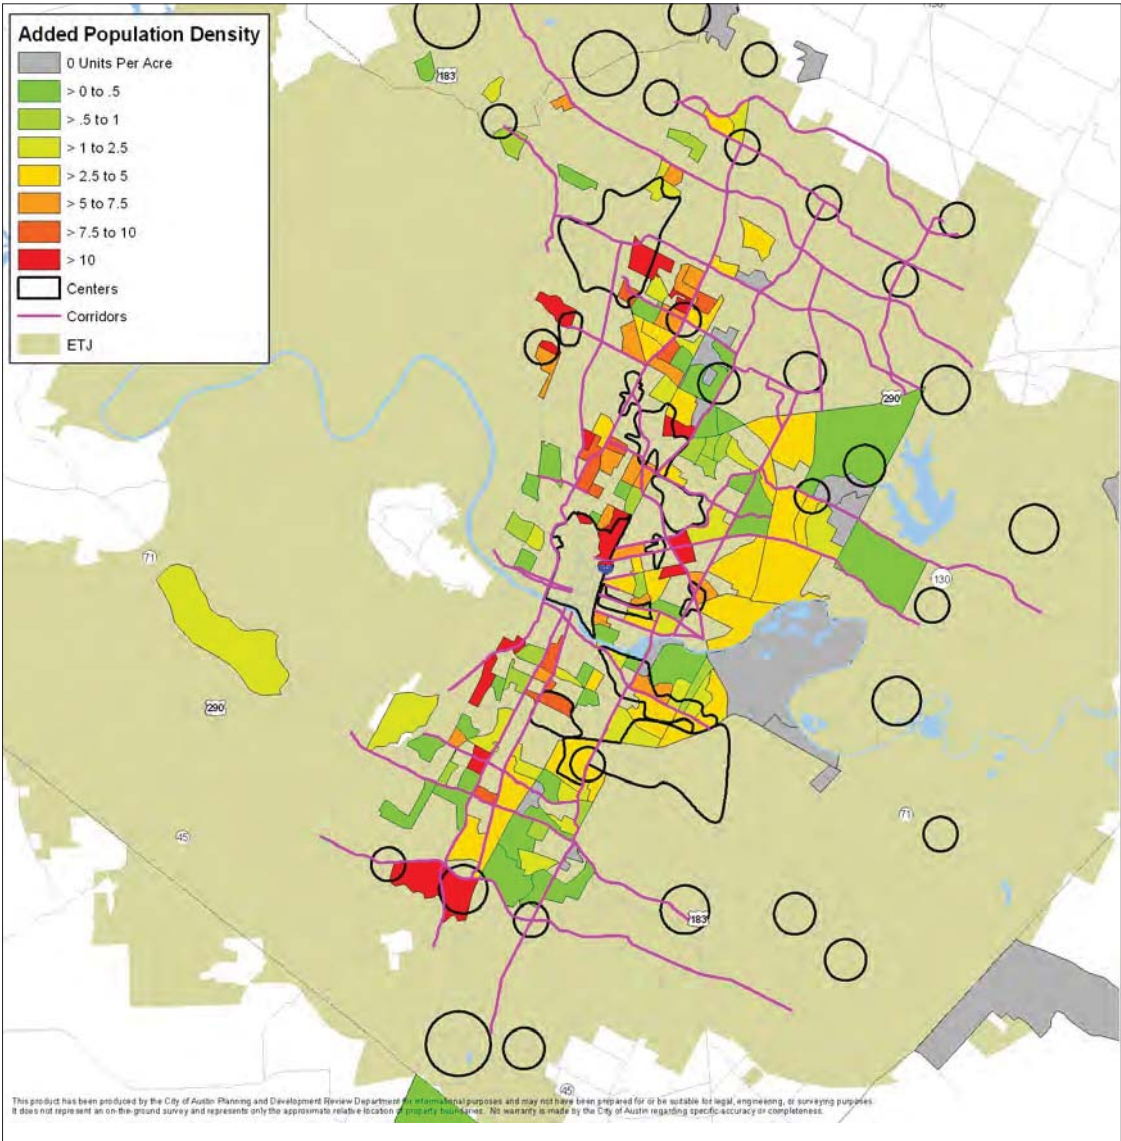 Added Population Density
0 Units Per Acre
> 0 to .5
> .5 to 1
> 1 to 2.5
> 2.5 to 5
> 5 to 7.5
> 7.5 to 10
> 10
Centers
Corridors
ETJ
130
183
290
71
130
290
71
45
183
45
This product has been produced by the City of Austin Planning and Development Review Department for informational purposes and may not have been prepared for or be suitable for legal, engineering, or surveying purposes.
It does not represent an on-the-ground survey and represents only the approximate relative location of property boundaries. No warranty is made by the City of Austin regarding specific accuracy or completeness.